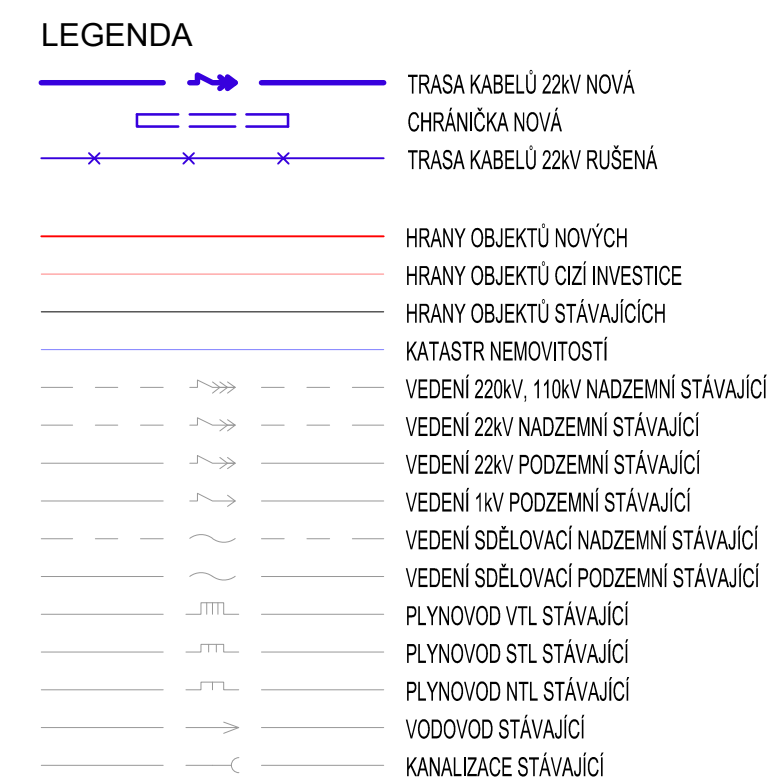 LEGENDA
TRASA KABELŮ 22kV NOVÁ
CHRÁNIČKA NOVÁ
TRASA KABELŮ 22kV RUŠENÁ
HRANY OBJEKTŮ NOVÝCH
HRANY OBJEKTŮ CIZÍ INVESTICE
HRANY OBJEKTŮ STÁVAJÍCÍCH
KATASTR NEMOVITOSTÍ
VEDENÍ 220kV, 110kV NADZEMNÍ STÁVAJÍCÍ
VEDENÍ 22kV NADZEMNÍ STÁVAJÍCÍ
VEDENÍ 22kV PODZEMNÍ STÁVAJÍCÍ
VEDENÍ 1kV PODZEMNÍ STÁVAJÍCÍ
VEDENÍ SDĚLOVACÍ NADZEMNÍ STÁVAJÍCÍ
VEDENÍ SDĚLOVACÍ PODZEMNÍ STÁVAJÍCÍ
PLYNOVOD VTL STÁVAJÍCÍ
PLYNOVOD STL STÁVAJÍCÍ
PLYNOVOD NTL STÁVAJÍCÍ
VODOVOD STÁVAJÍCÍ
KANALIZACE STÁVAJÍCÍ